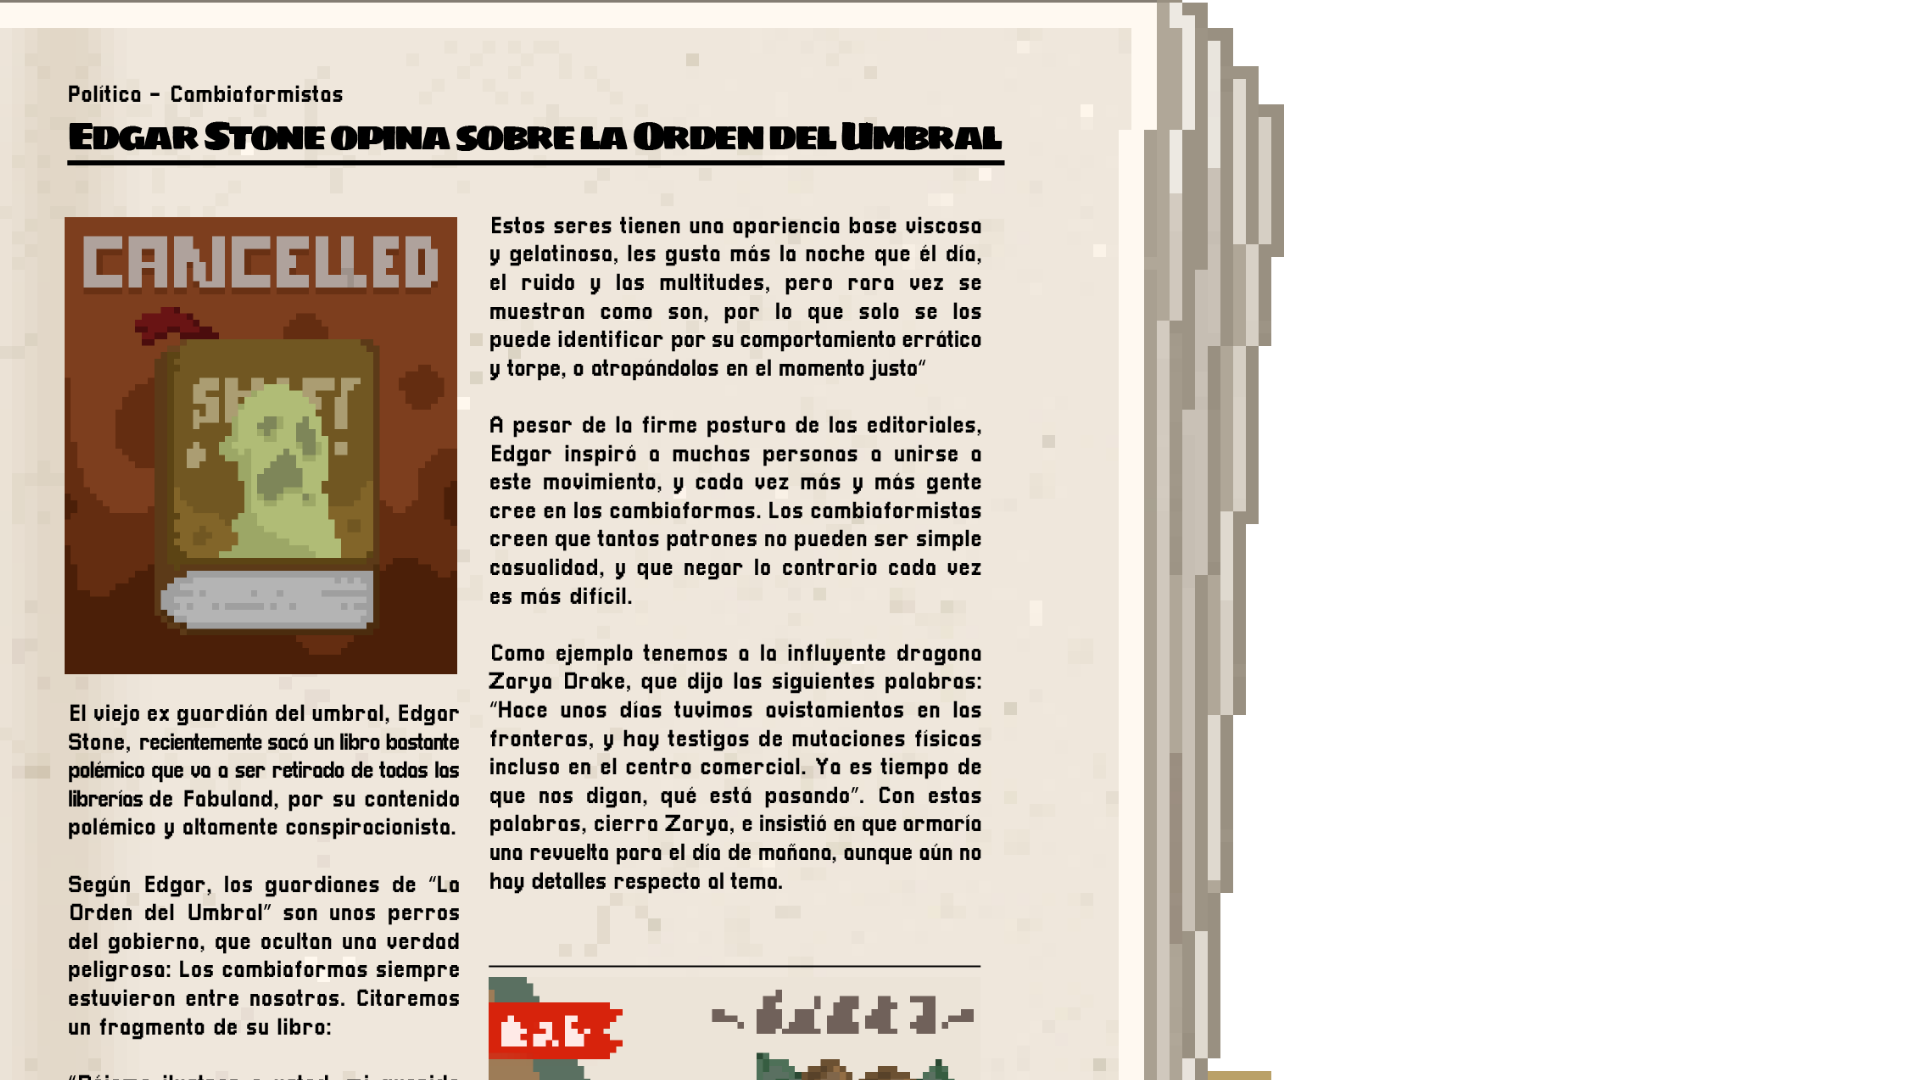 Política - Cambiaformistas
Edgar Stone opina sobre la Orden del Umbral
CANCELLED
El viejo ex guardián del umbral, Edgar
Stone, recientemente sacó un libro bastante
polémico que va a ser retirado de todas las
librerías de Fabuland, por su contenido
polémico y altamente conspiracionista.
Según Edgar, los guardianes de “La
Orden del Umbral” son unos perros
del gobierno, que ocultan una verdad
peligrosa: Los cambiaformas siempre
estuvieron entre nosotros. Citaremos
un fragmento de su libro:
Estos seres tienen una apariencia base viscosa
y gelatinosa, les gusta más la noche que él día,
el ruido y las multitudes, pero rara vez se
muestran como son, por lo que solo se los
puede identificar por su comportamiento errático
y torpe, o atrapándolos en el momento justo“
A pesar de la firme postura de las editoriales,
Edgar inspiró a muchas personas a unirse a
este movimiento, y cada vez más y más gente
cree en los cambiaformas. Los cambiaformistas
creen que tantos patrones no pueden ser simple
casualidad, y que negar lo contrario cada vez
es más difícil.
Como ejemplo tenemos a la influyente dragona
Zarya Drake, que dijo las siguientes palabras:
“Hace unos días tuvimos avistamientos en las
fronteras, y hay testigos de mutaciones físicas
incluso en el centro comercial. Ya es tiempo de
que nos digan, qué está pasando”. Con estas
palabras, cierra Zarya, e insistió en que armaría
una revuelta para el día de mañana, aunque aún no
hay detalles respecto al tema.